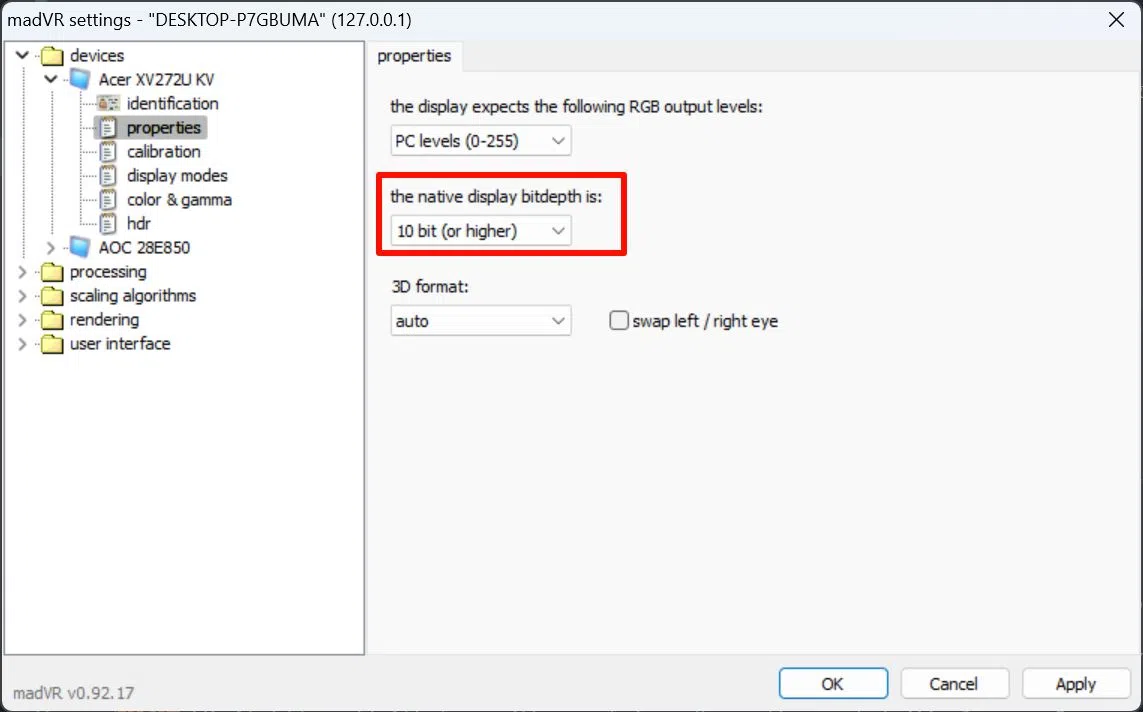 madVR settings - "DESKTOP-P7GBUMA" (127.0.0.1)
devices
Acer XV272U KV
identification
properties
calibration
display modes
color & gamma
hdr
AOC 28E850
processing
scaling algorithms
rendering
user interface
properties
the display expects the following RGB output levels:
PC levels (0-255)
the native display bitdepth is:
10 bit (or higher)
3D format:
auto
swap left / right eye
madVR v0.92.17
OK
Cancel
Apply